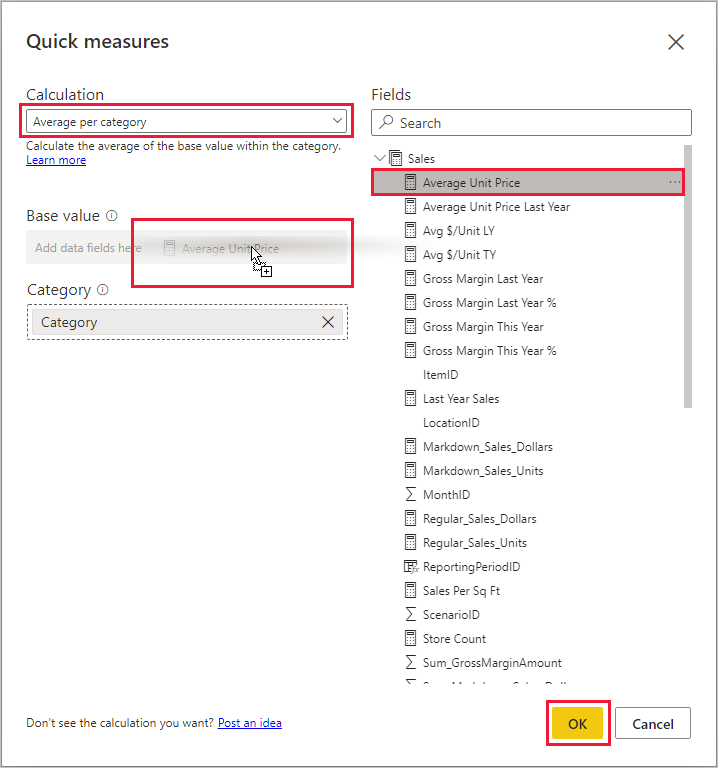 Quick measures
Calculation
Average per category
Calculate the average of the base value within the category.
Learn more
Base value
Add data fields here
Average Unit Price
Category
Category
Fields
Search
Sales
Average Unit Price
Average Unit Price Last Year
Avg $/Unit LY
Avg $/Unit TY
Gross Margin Last Year
Gross Margin Last Year %
Gross Margin This Year
Gross Margin This Year %
ItemID
Last Year Sales
LocationID
Markdown_Sales_Dollars
Markdown_Sales_Units
MonthID
Regular_Sales_Dollars
Regular_Sales_Units
ReportingPeriodID
Sales Per Sq Ft
ScenarioID
Store Count
Sum_GrossMarginAmount
Don't see the calculation you want? Post an idea
OK
Cancel